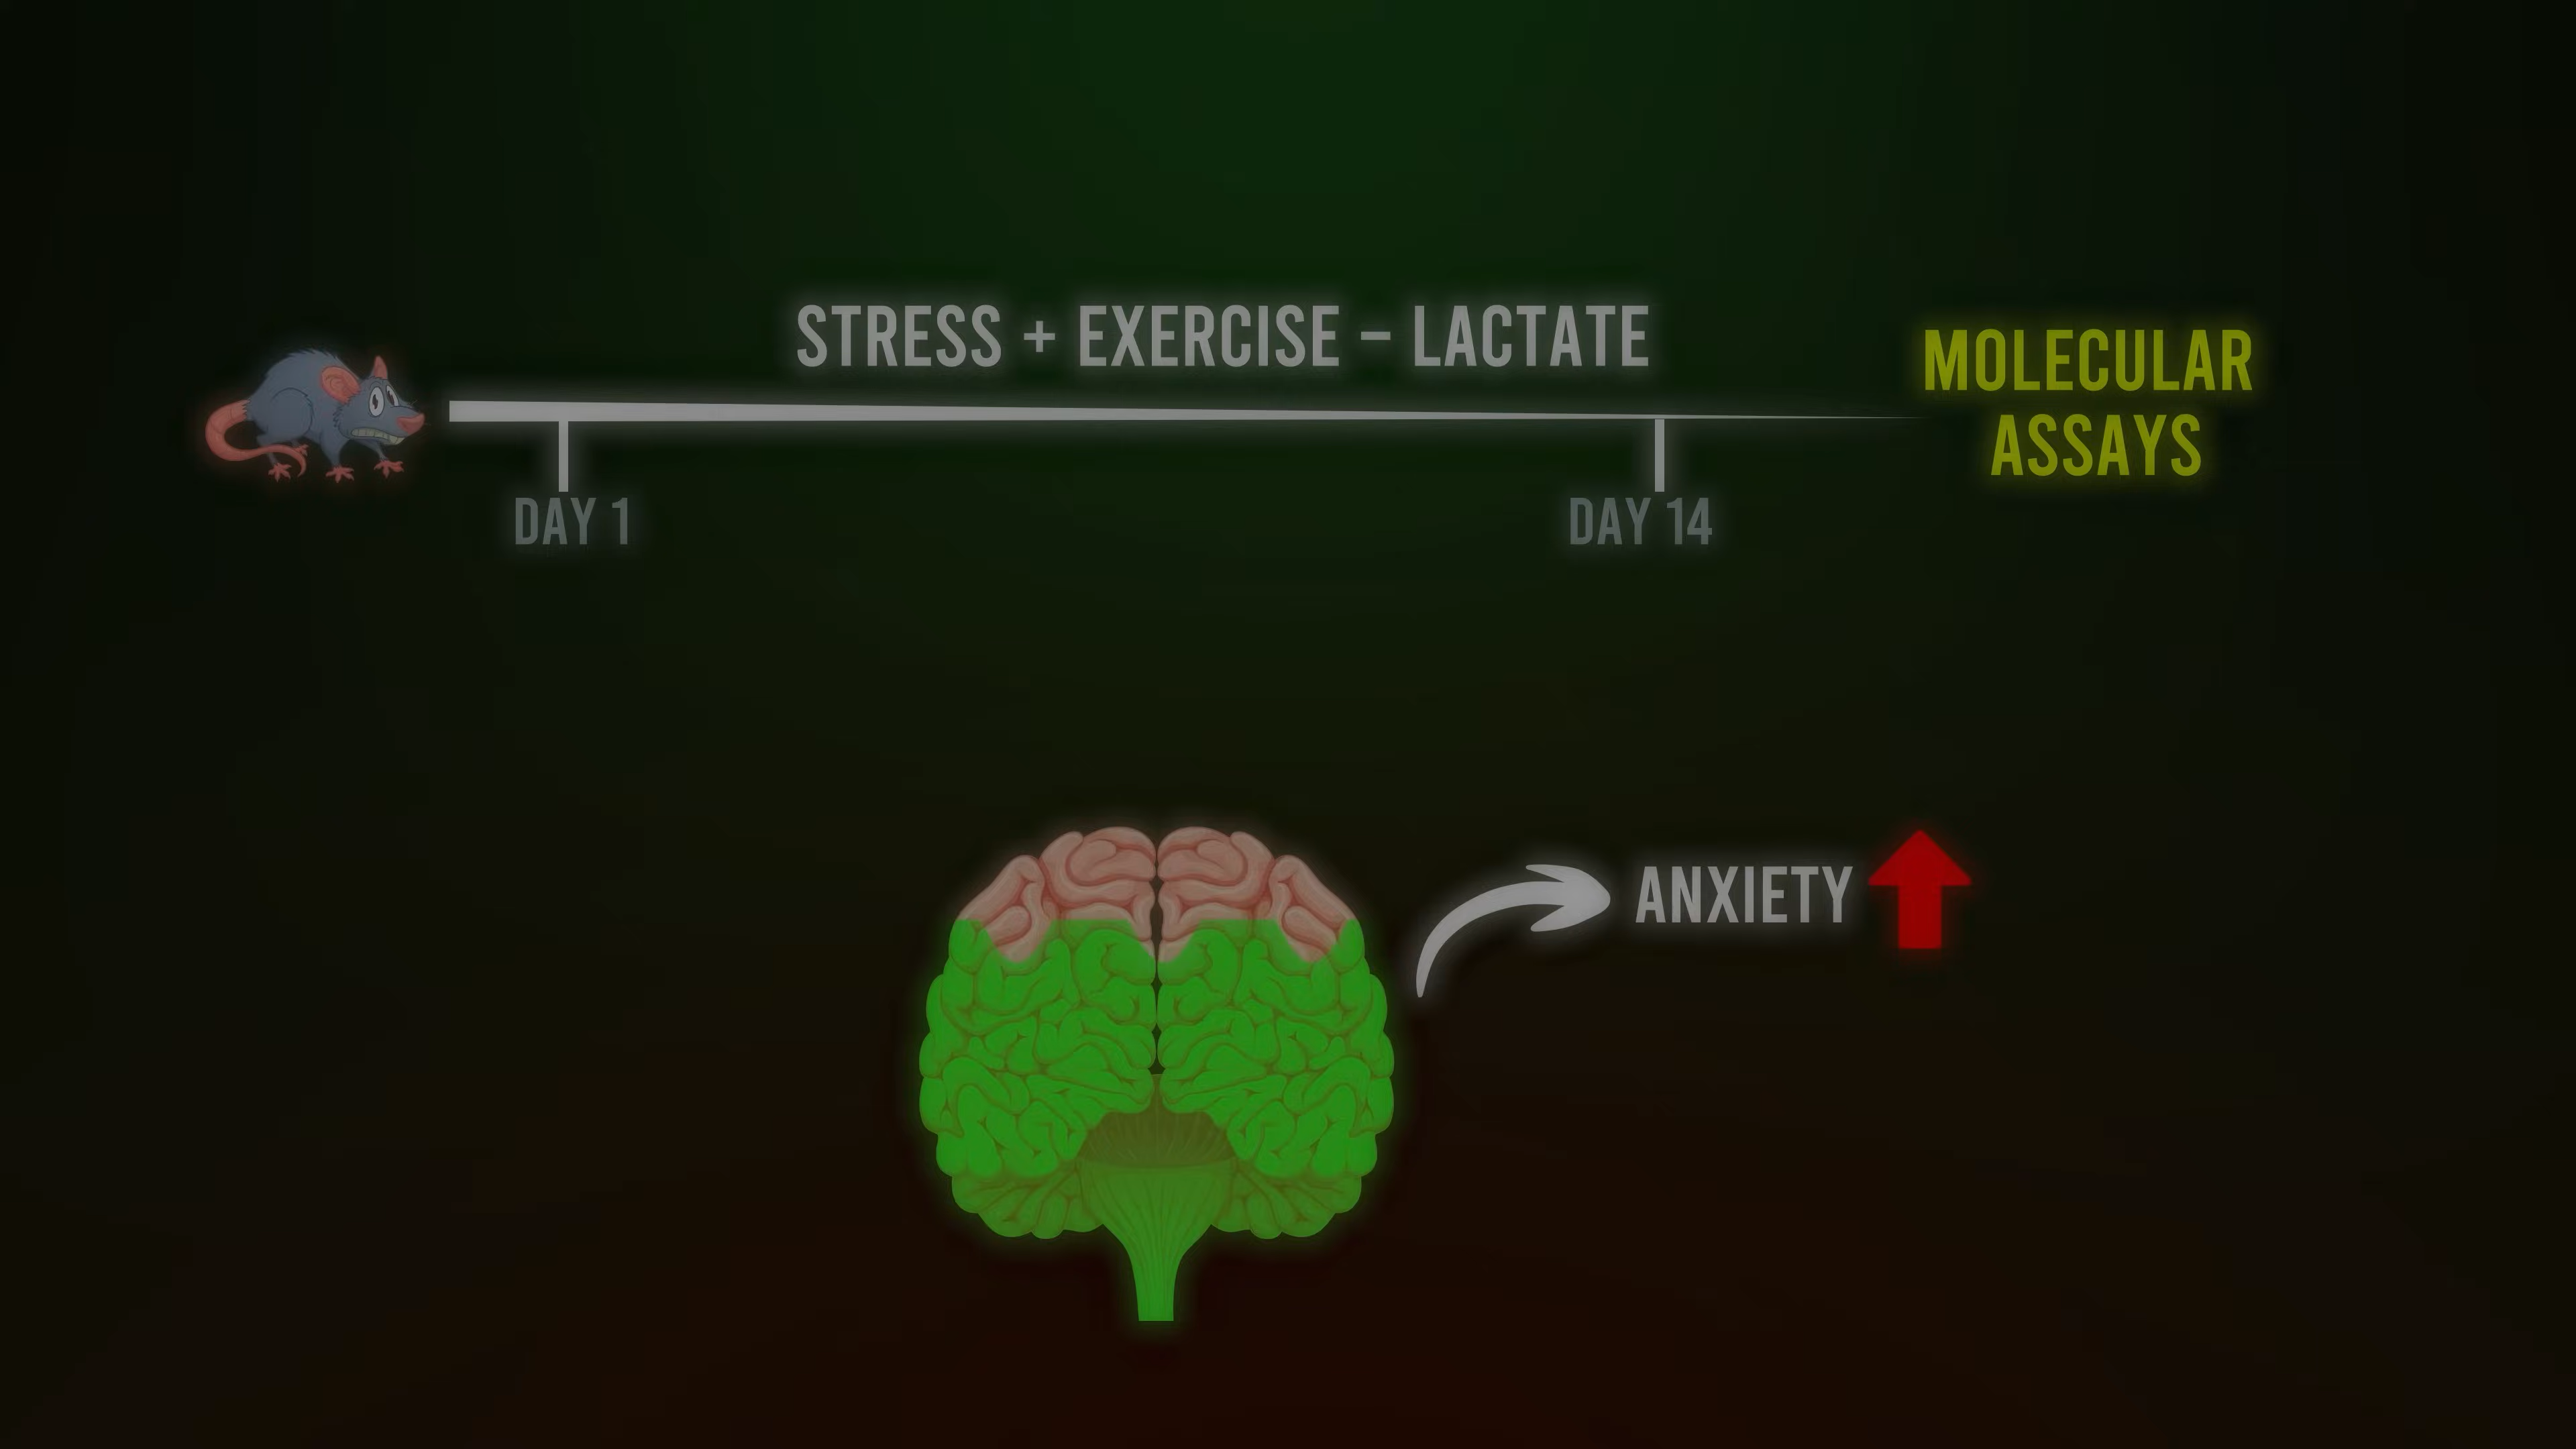 STRESS + EXERCISE - LACTATE
MOLECULAR
ASSAYS
DAY 1
DAY 14
ANXIETY